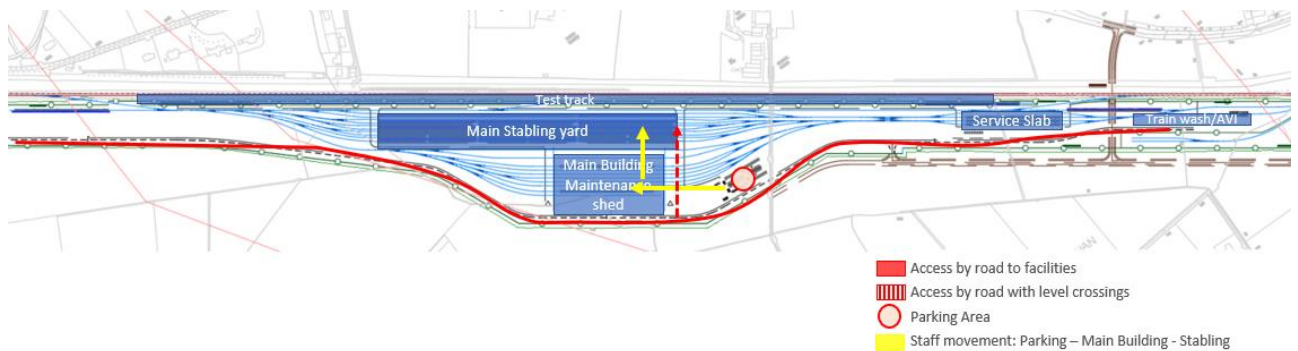 Test track
Main Stabling yard
Service Slab
Train wash/AVI
Main Building
Maintenance
shed
Access by road to facilities
Access by road with level crossings
Parking Area
Staff movement: Parking – Main Building - Stabling